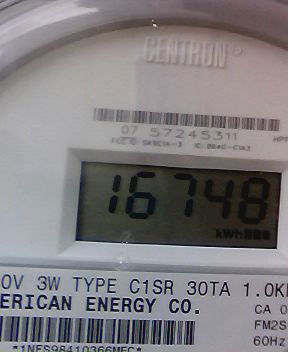 CENTRON®
07 57245311
16748
kWh
0V 3W TYPE C1SR 30TA 1.0K
ERICAN ENERGY CO.
CA 0
FM2S
60Hz